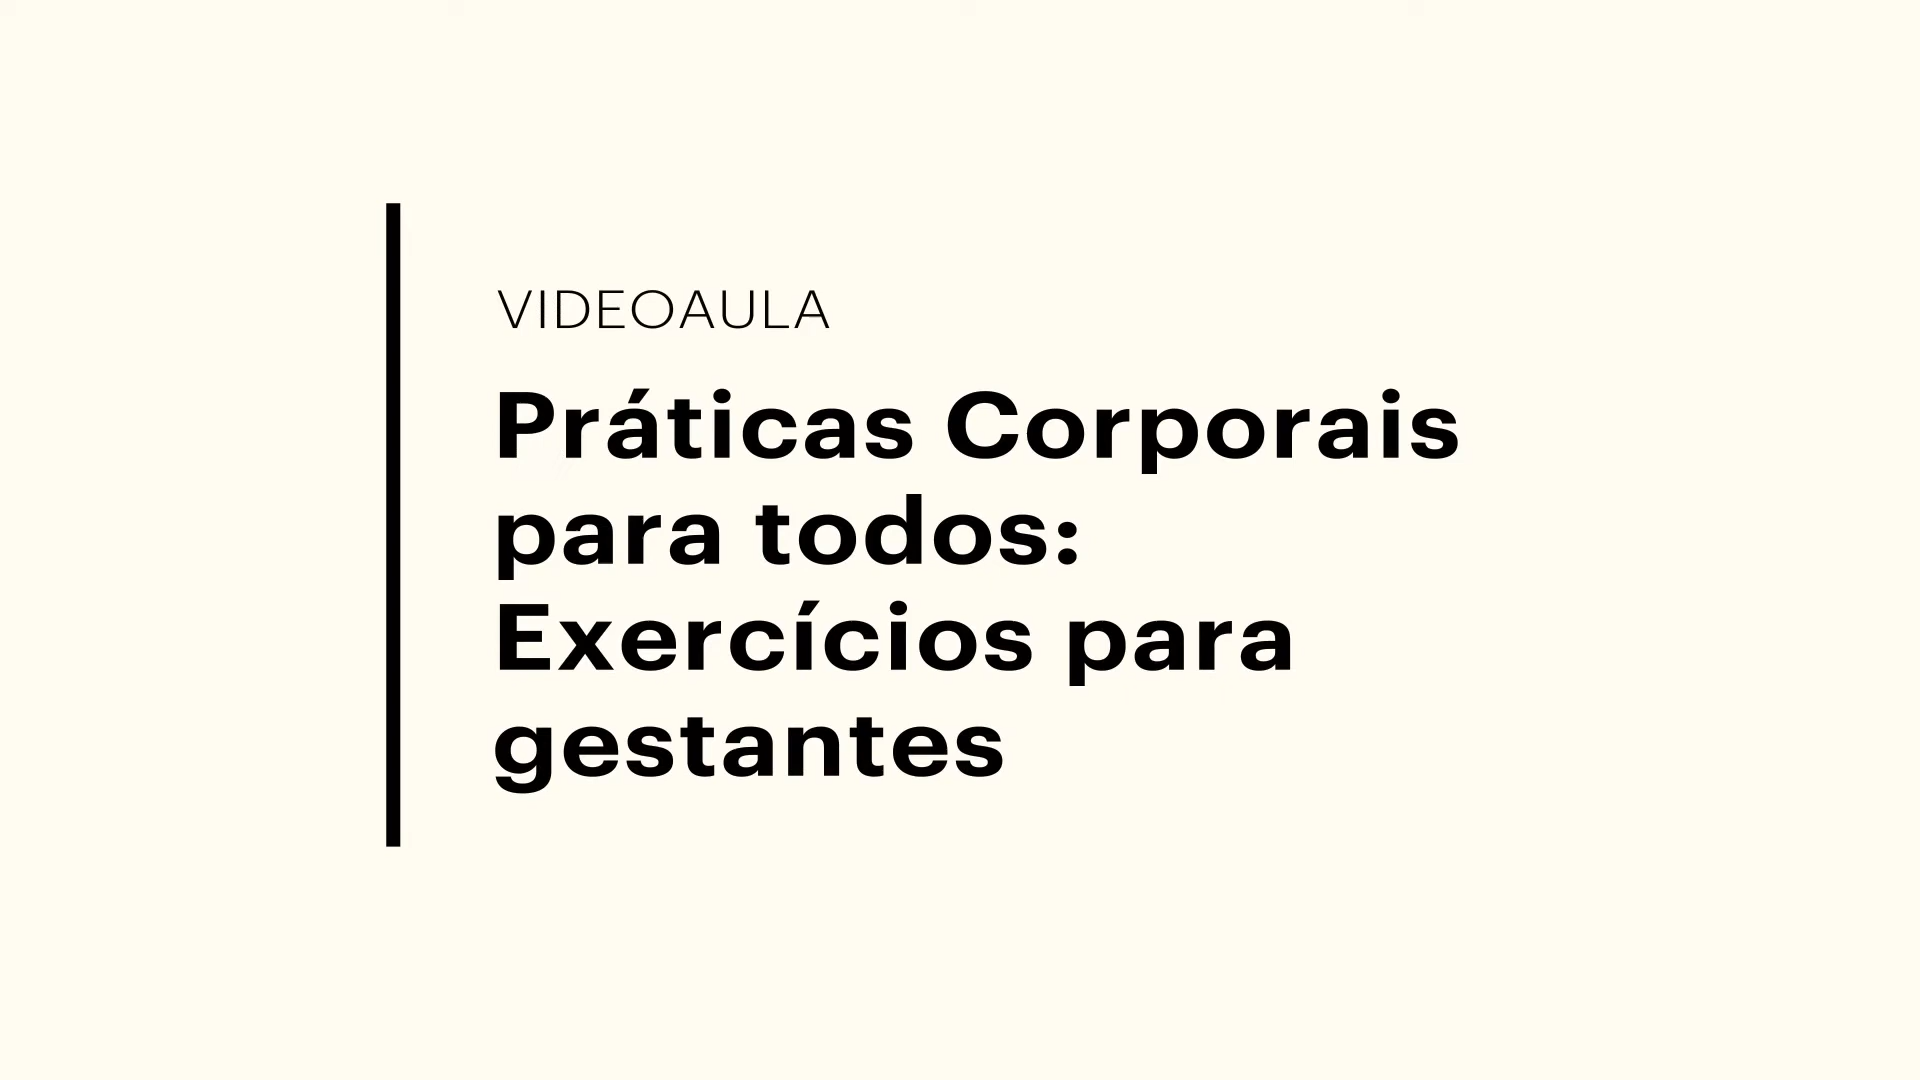 VIDEOAULA
Práticas Corporais
para todos:
Exercícios para
gestantes